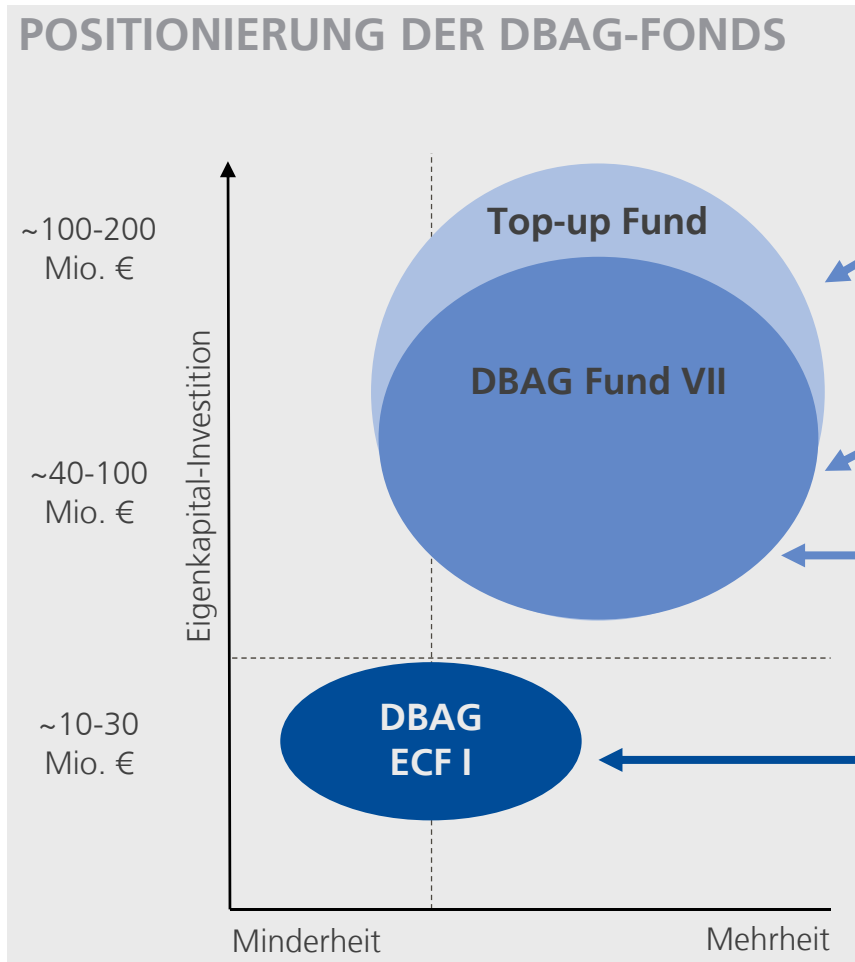 POSITIONIERUNG DER DBAG-FONDS
~100-200
Mio. €
Top-up Fund
DBAG Fund VII
~40-100
Mio. €
Eigenkapital-Investition
~10-30
Mio. €
DBAG
ECF I
Minderheit
Mehrheit